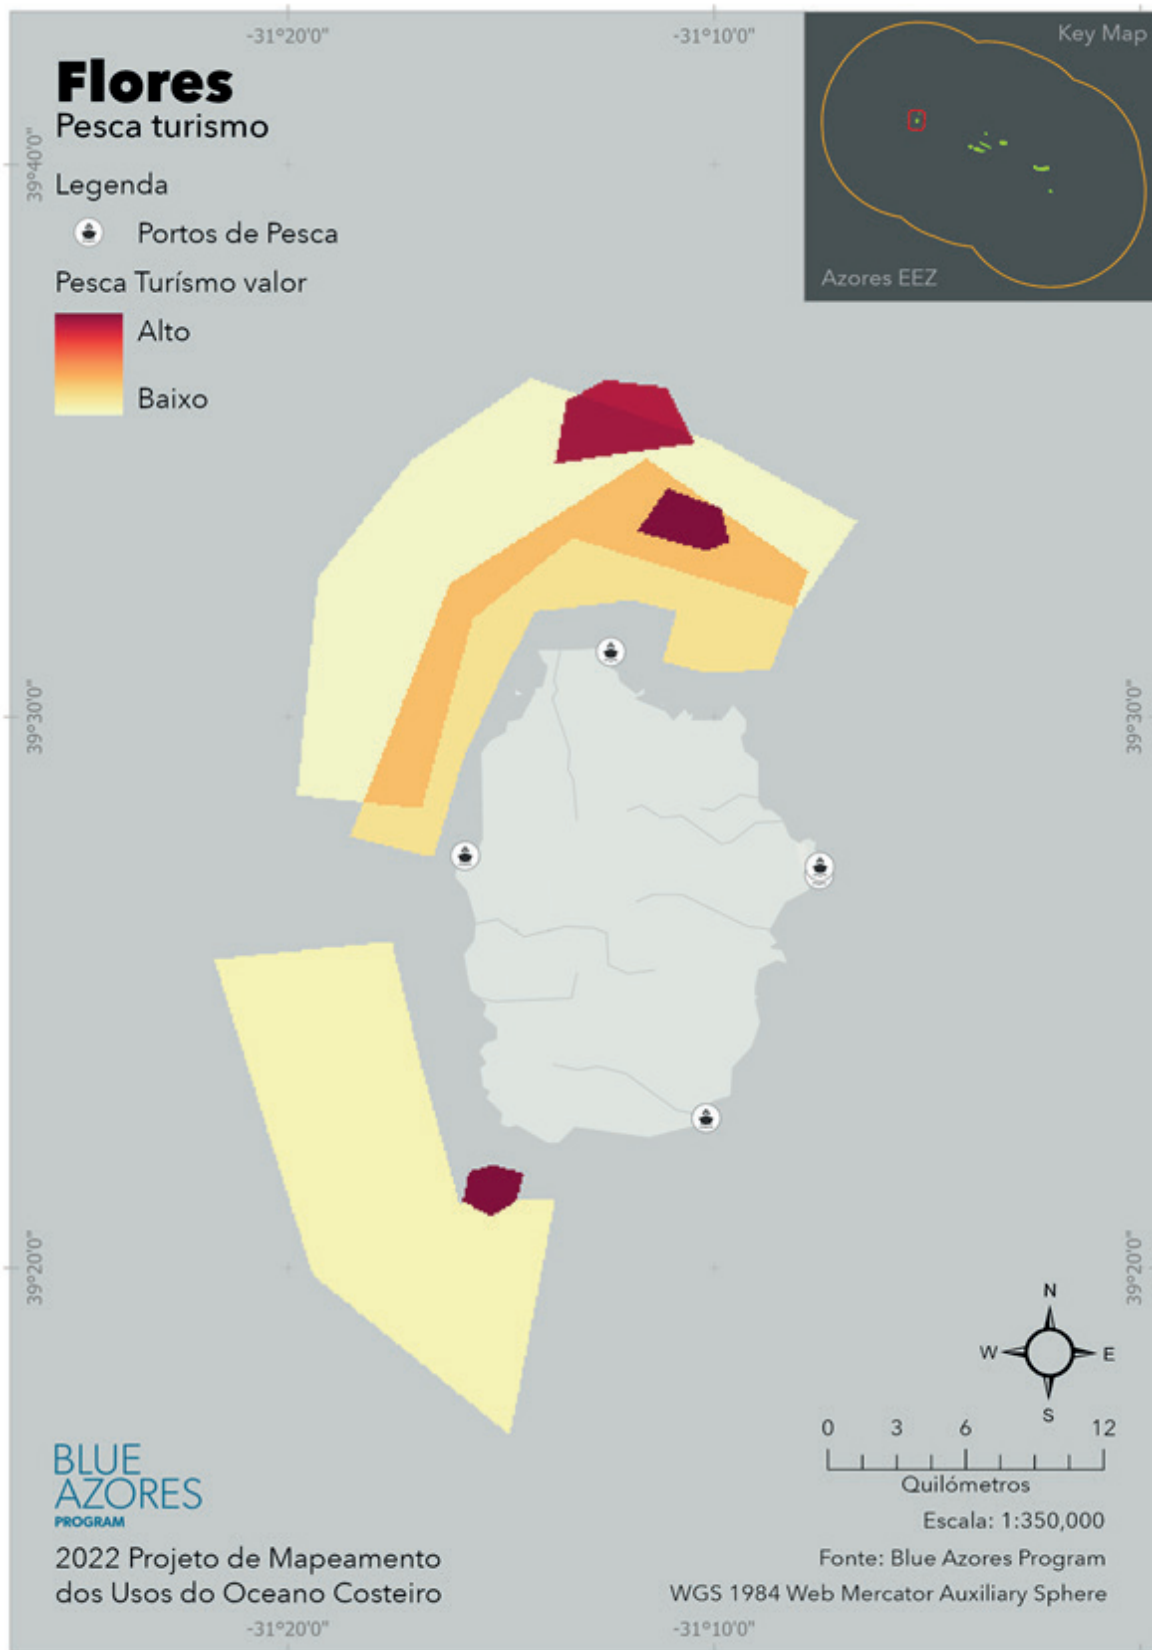 -31°20'0"
-31°10'0"
Key Map
Flores
Pesca turismo
39°40'0"
Legenda
Portos de Pesca
Pesca Turísmo valor
Alto
Baixo
Azores EEZ
39°30'0"
39°30'0"
39°20'0"
39°20'0"
N
W E
S
0 3 6 12
Quilómetros
Escala: 1:350,000
Fonte: Blue Azores Program
WGS 1984 Web Mercator Auxiliary Sphere
BLUE
AZORES
PROGRAM
2022 Projeto de Mapeamento
dos Usos do Oceano Costeiro
-31°20'0"
-31°10'0"